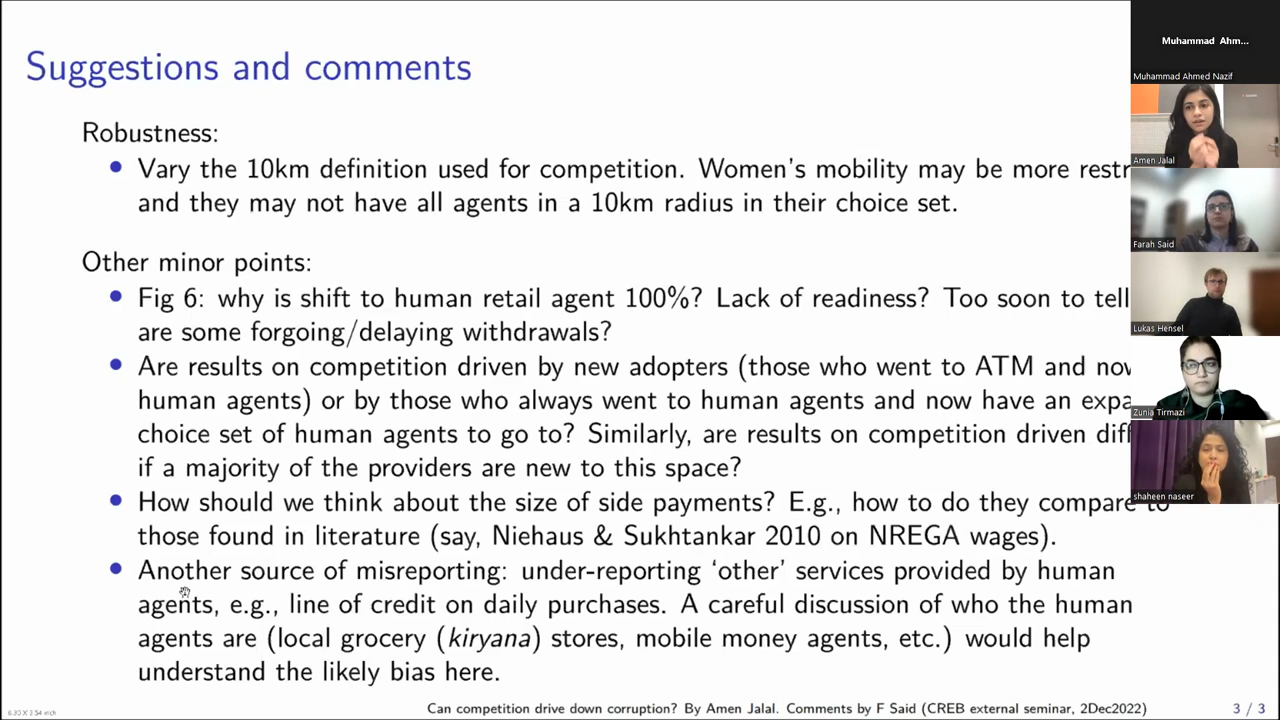 Suggestions and comments
Robustness:
• Vary the 10km definition used for competition. Women's mobility may be more restr
and they may not have all agents in a 10km radius in their choice set.
Other minor points:
• Fig 6: why is shift to human retail agent 100%? Lack of readiness? Too soon to tell
are some forgoing/delaying withdrawals?
• Are results on competition driven by new adopters (those who went to ATM and nov
human agents) or by those who always went to human agents and now have an expa
choice set of human agents to go to? Similarly, are results on competition driven diff
if a majority of the providers are new to this space?
• How should we think about the size of side payments? E.g., how to do they compare to
those found in literature (say, Niehaus & Sukhtankar 2010 on NREGA wages).
• Another source of misreporting: under-reporting 'other' services provided by human
agents, e.g., line of credit on daily purchases. A careful discussion of who the human
agents are (local grocery (kiryana) stores, mobile money agents, etc.) would help
understand the likely bias here.
Can competition drive down corruption? By Amen Jalal. Comments by F Said (CREB external seminar, 2Dec2022)
3 / 3
Muhammad Ahm...
Muhammad Ahmed Nazif
Amen Jalal
Farah Said
Lukas Hensel
Zunia Tirmazi
shaheen naseer